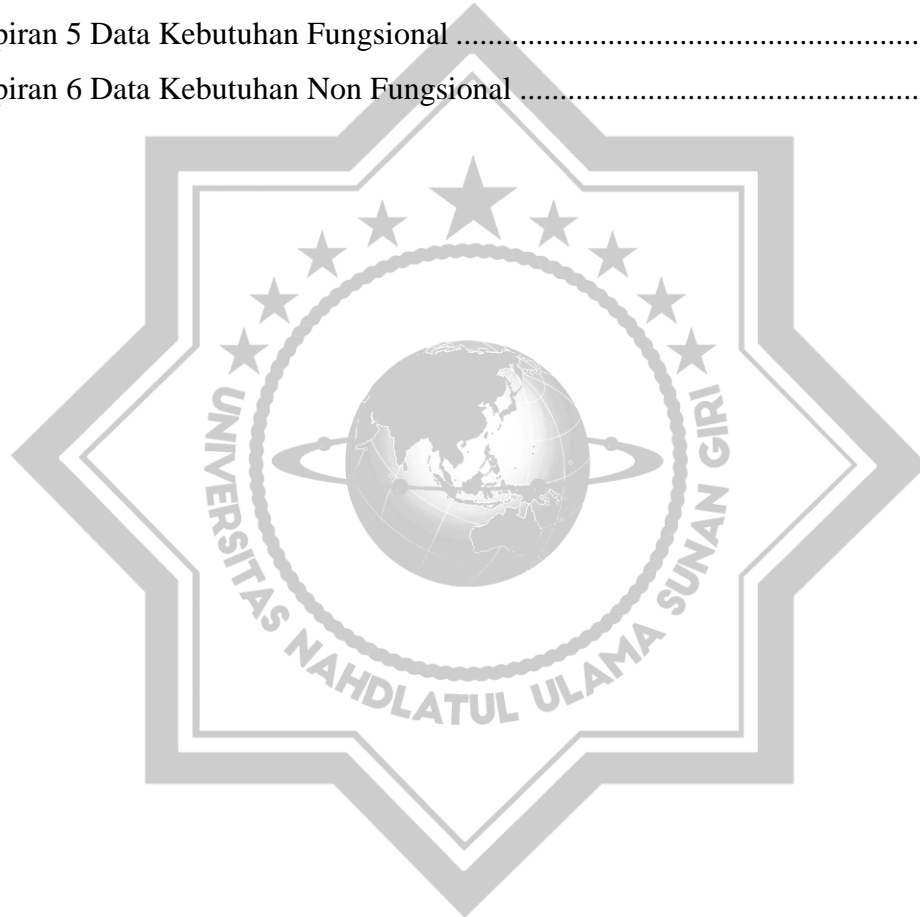 piran 5 Data Kebutuhan Fungsional ..........................................................
piran 6 Data Kebutuhan Non Fungsional ..................................................
UNIVERSITAS NAHDLATUL ULAMA SUNAN GIRI